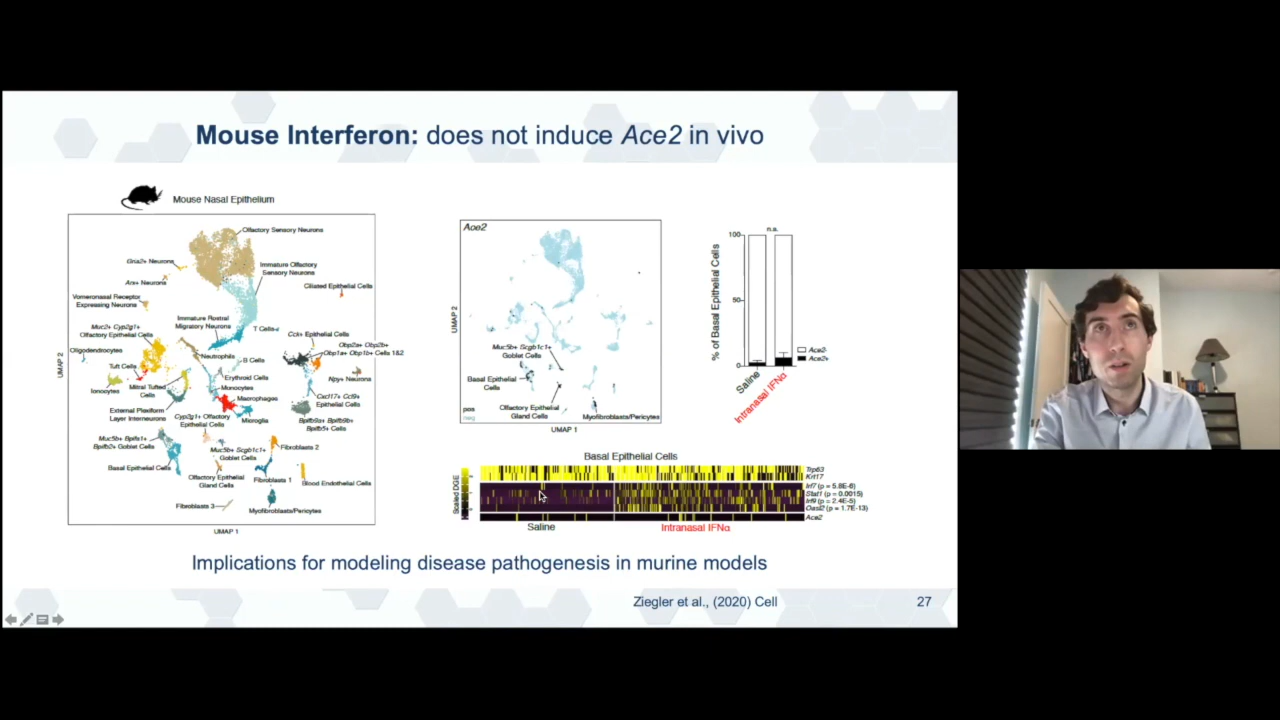 Mouse Interferon: does not induce Ace2 in vivo
Mouse Nasal Epithelium
Olfactory Sensory Neurons
Gria2+ Neurons
Immature Olfactory
Sensory Neurons
Arx+ Neurons
Ciliated Epithelial Cells
Vomeronasal Receptor
Expressing Neurons
Immature Rostral
Migratory Neurons
T Cells
Muc2+ Cyp2g1+
Olfactory Epithelial Cells
Cck+ Epithelial Cells
Obp2a+ Obp2b+
Obp1a+ Obp1b+ Cells 1&2
Oligodendrocytes
Neutrophils
B Cells
Tuft Cells
Ionocytes
Mitral Tufted
Cells
Erythroid Cells
Npy+ Neurons
Monocytes
Macrophages
Cxcl17+ Ccl9+
Epithelial Cells
External Plexiform
Layer Interneurons
Cyp2g1+ Olfactory
Epithelial Cells
Microglia
Bpifb9a+ Bpifb9b+
Bpifb5+ Cells
Muc5b+ Bpifa1+
Bpifb2+ Goblet Cells
Muc5b+ Scgb1c1+
Goblet Cells
Fibroblasts 2
Basal Epithelial Cells
Olfactory Epithelial
Gland Cells
Fibroblasts 1
Blood Endothelial Cells
Fibroblasts 3
Myofibroblasts/Pericytes
UMAP 2
UMAP 1
Ace2
Muc5b+ Scgb1c1+
Goblet Cells
Basal Epithelial
Cells
Olfactory Epithelial
Gland Cells
Myofibroblasts/Pericytes
pos
neg
UMAP 2
UMAP 1
n.s.
100
50
0
% of Basal Epithelial Cells
Ace2-
Ace2+
Saline
Intranasal IFNα
Basal Epithelial Cells
Scaled DGE
Trp63
Krt17
Irf7 (p = 5.8E-6)
Stat1 (p = 0.0015)
Irf9 (p = 2.4E-5)
Oasl2 (p = 1.7E-13)
Ace2
Saline
Intranasal IFNα
Implications for modeling disease pathogenesis in murine models
Ziegler et al., (2020) Cell
27